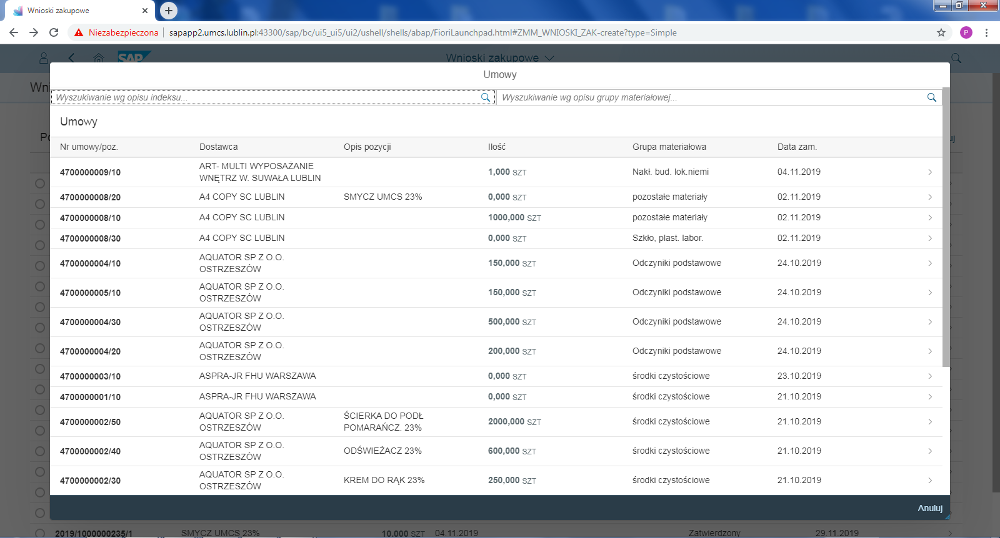 Wnioski zakupowe
Niezabezpieczona sapapp2.umcs.lublin.pl:43300/sap/bc/ui5_ui5/ui2/ushell/shells/abap/FioriLaunchpad.html#ZMM_WNIOSKI_ZAK-create?type=Simple
P
SAP
Wnioski zakupowe
Umowy
Wyszukiwanie wg opisu indeksu...
Wyszukiwanie wg opisu grupy materiałowej...
Umowy
Nr umowy/poz. Dostawca Opis pozycji Ilość Grupa materiałowa Data zam.
4700000009/10 ART- MULTI WYPOSAŻANIE WNĘTRZ W. SUWAŁA LUBLIN 1,000 SZT Nakł. bud. lok.niemi 04.11.2019
4700000008/20 A4 COPY SC LUBLIN SMYCZ UMCS 23% 0,000 SZT pozostałe materiały 02.11.2019
4700000008/10 A4 COPY SC LUBLIN 1000,000 SZT pozostałe materiały 02.11.2019
4700000008/30 A4 COPY SC LUBLIN 0,000 SZT Szkło, plast. labor. 02.11.2019
4700000004/10 AQUATOR SP Z O.O. OSTRZESZÓW 150,000 SZT Odczyniki podstawowe 24.10.2019
4700000005/10 AQUATOR SP Z O.O. OSTRZESZÓW 150,000 SZT Odczyniki podstawowe 24.10.2019
4700000004/30 AQUATOR SP Z O.O. OSTRZESZÓW 500,000 SZT Odczyniki podstawowe 24.10.2019
4700000004/20 AQUATOR SP Z O.O. OSTRZESZÓW 200,000 SZT Odczyniki podstawowe 24.10.2019
4700000003/10 ASPRA-JR FHU WARSZAWA 0,000 SZT środki czystościowe 23.10.2019
4700000001/10 ASPRA-JR FHU WARSZAWA 0,000 SZT środki czystościowe 21.10.2019
4700000002/50 AQUATOR SP Z O.O. OSTRZESZÓW ŚCIERKA DO PODŁ POMARAŃCZ. 23% 2000,000 SZT środki czystościowe 21.10.2019
4700000002/40 AQUATOR SP Z O.O. OSTRZESZÓW ODŚWIEŻACZ 23% 600,000 SZT środki czystościowe 21.10.2019
4700000002/30 AQUATOR SP Z O.O. OSTRZESZÓW KREM DO RĄK 23% 250,000 SZT środki czystościowe 21.10.2019
Anuluj
2019/1000000235/1 SMYCZ UMCS 23% 10,000 SZT 04.11.2019 Zatwierdzony 29.11.2019